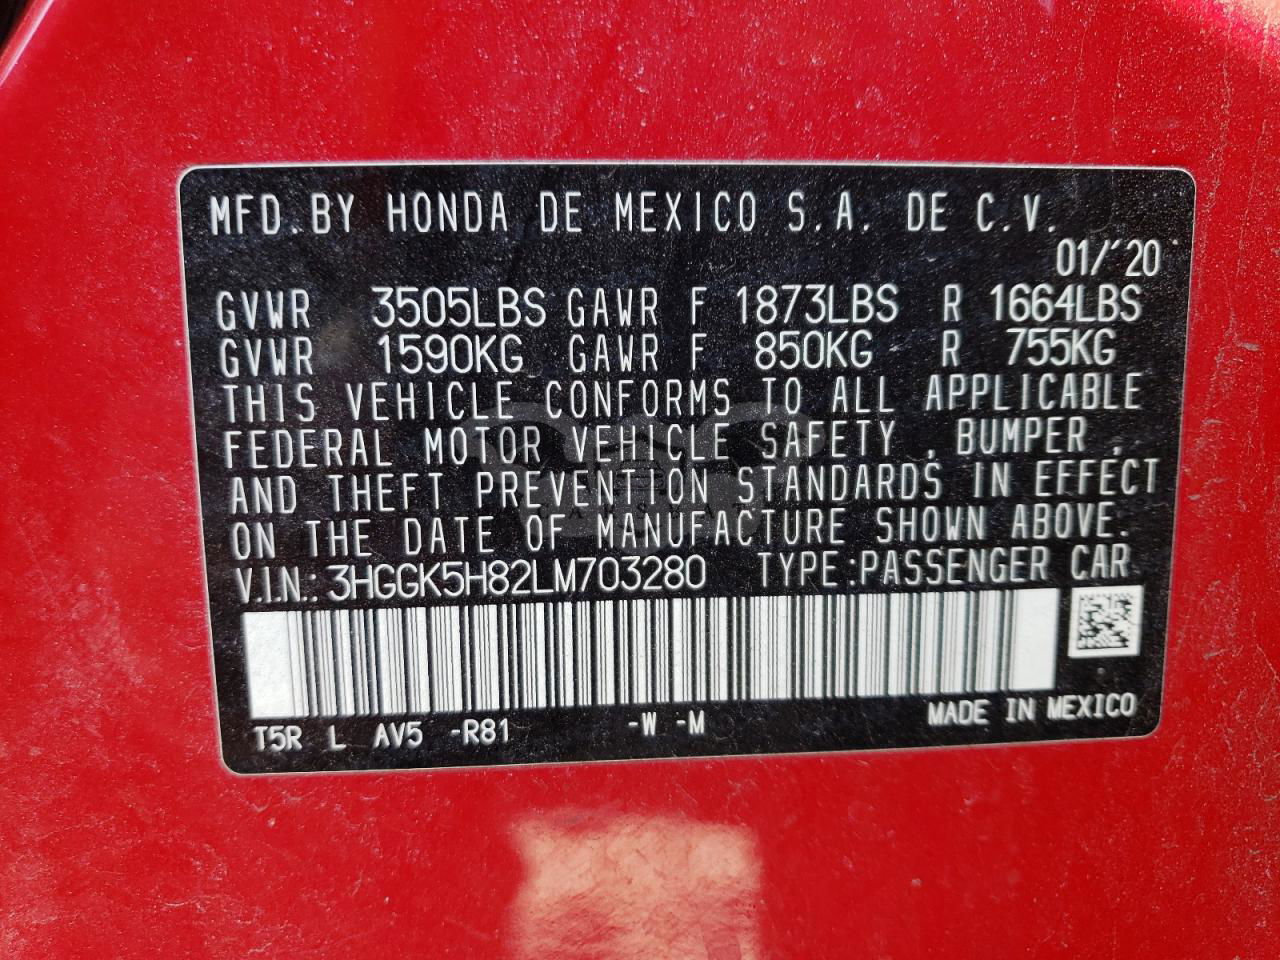 MFD.BY HONDA DE MEXICO S.A. DE C.V.
01/'20
GVWR 3505LBS GAWR F 1873LBS R 1664LBS
GVWR 1590KG GAWR F 850KG R 755KG
THIS VEHICLE CONFORMS TO ALL APPLICABLE
FEDERAL MOTOR VEHICLE SAFETY , BUMPER ,
AND THEFT PREVENTION STANDARDS IN EFFECT
ON THE DATE OF MANUFACTURE SHOWN ABOVE.
V.I.N.: 3HGGK5H82LM703280 TYPE:PASSENGER CAR
T5R L AV5 -R81 -W -M MADE IN MEXICO